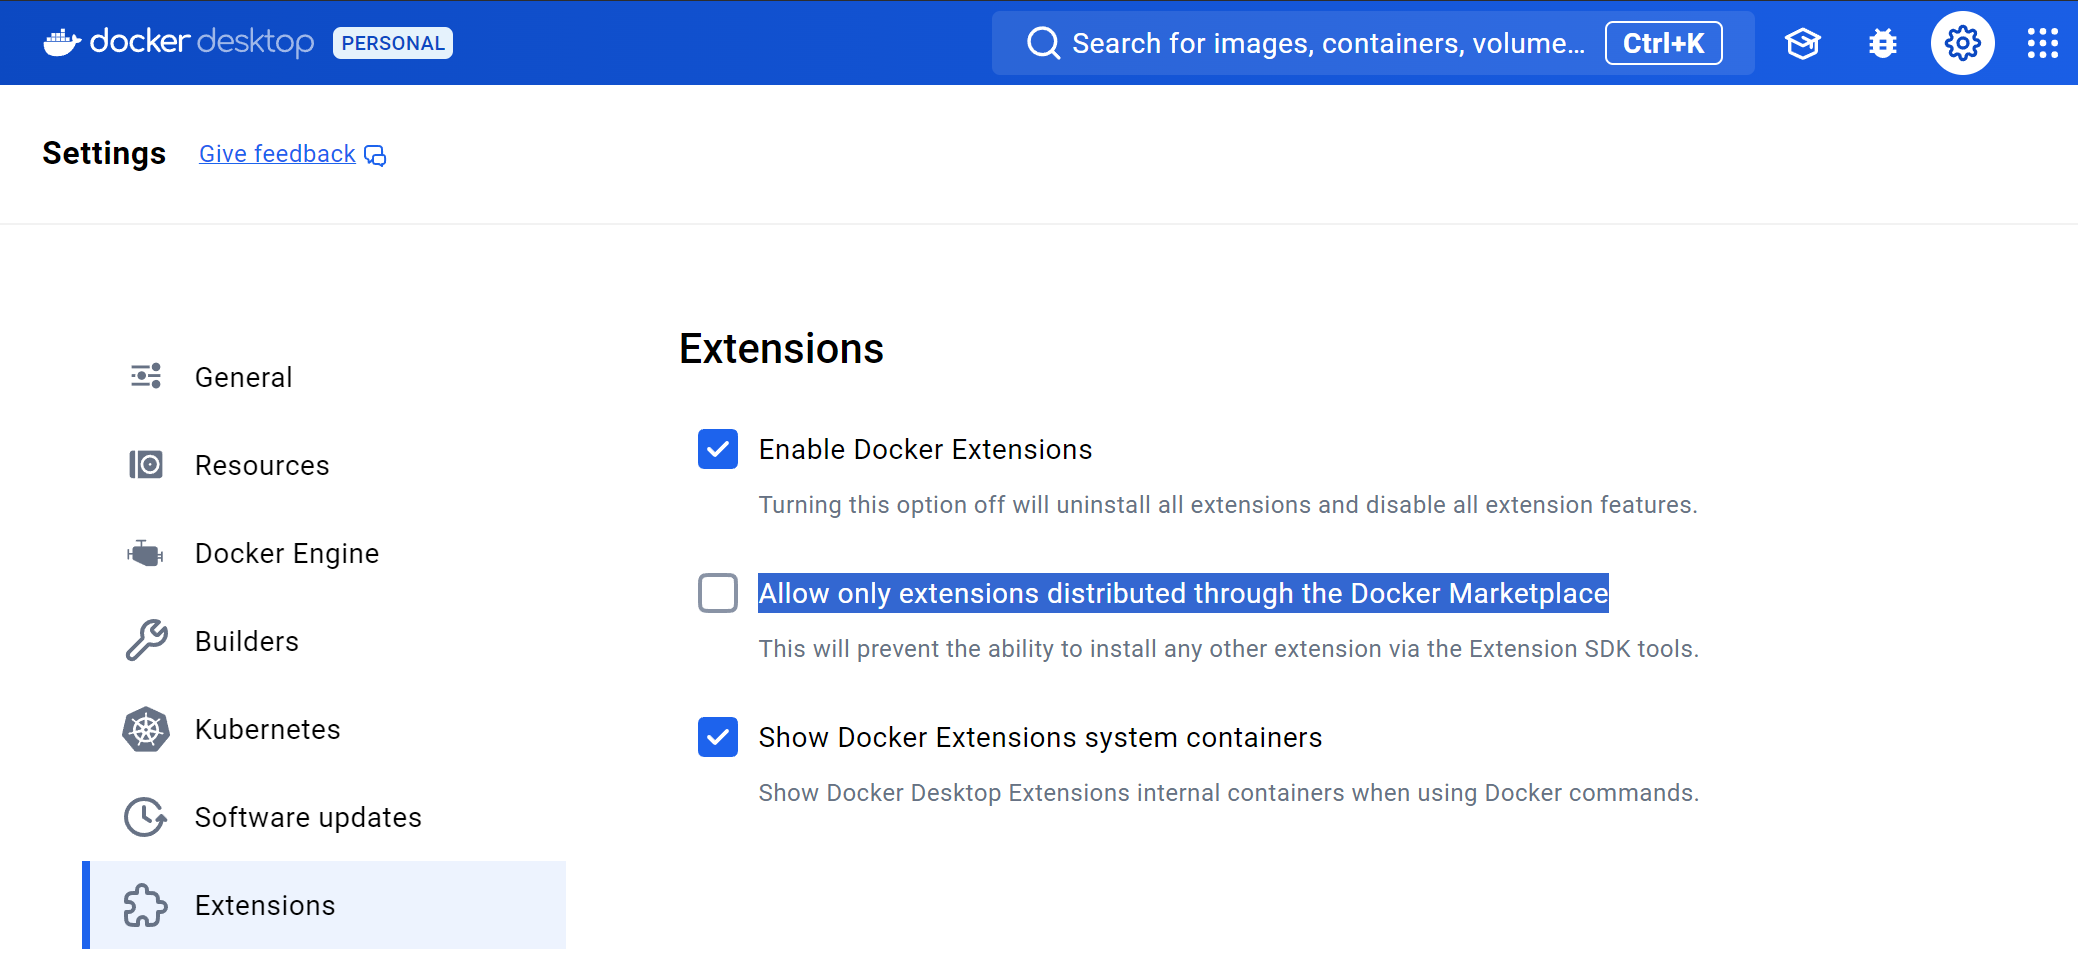 docker desktop PERSONAL
Search for images, containers, volume... Ctrl+K
Settings Give feedback
General
Resources
Docker Engine
Builders
Kubernetes
Software updates
Extensions
Extensions
Enable Docker Extensions
Turning this option off will uninstall all extensions and disable all extension features.
Allow only extensions distributed through the Docker Marketplace
This will prevent the ability to install any other extension via the Extension SDK tools.
Show Docker Extensions system containers
Show Docker Desktop Extensions internal containers when using Docker commands.